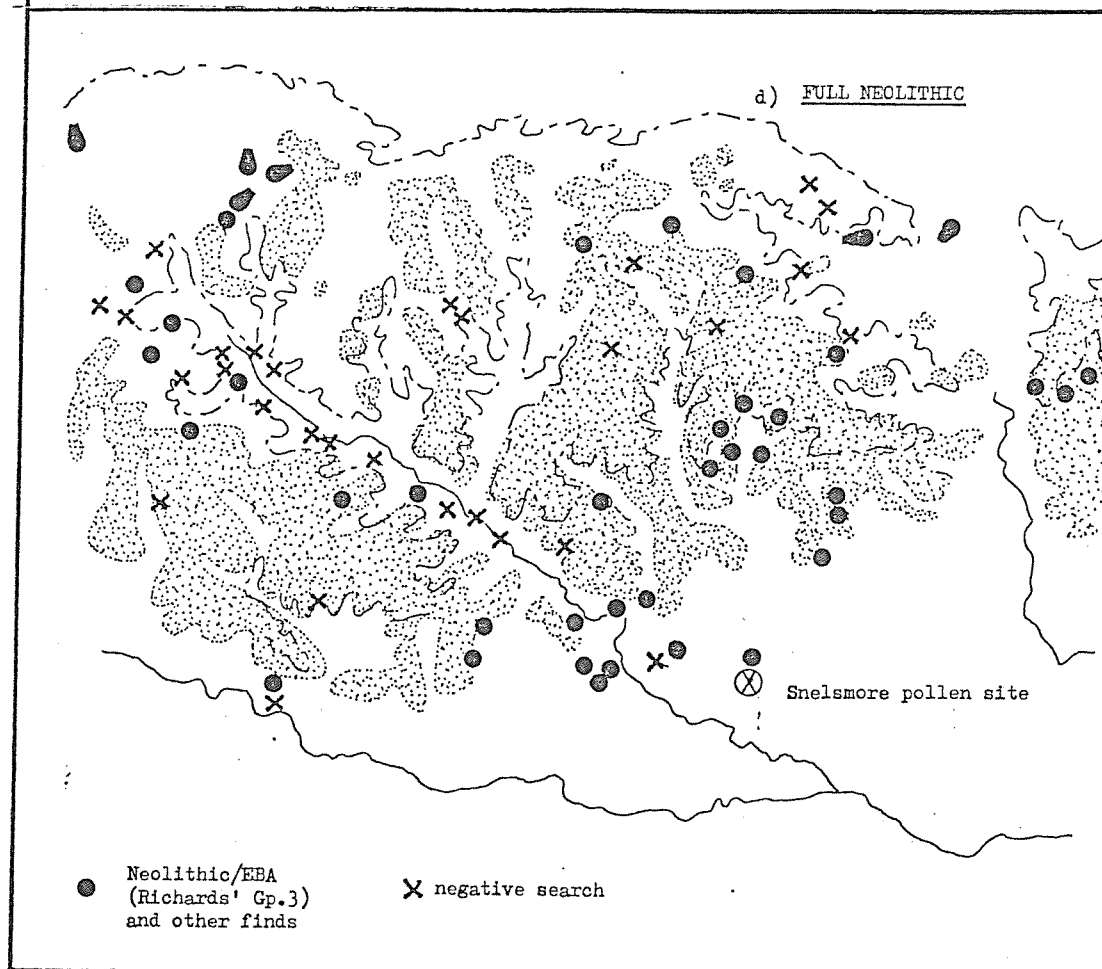 d) FULL NEOLITHIC
Snelsmore pollen site
Neolithic/EBA
(Richards' Gp.3)
and other finds
negative search